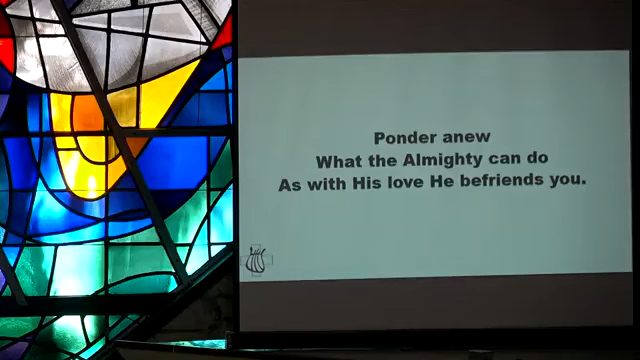 Ponder anew
What the Almighty can do
As with His love He befriends you.